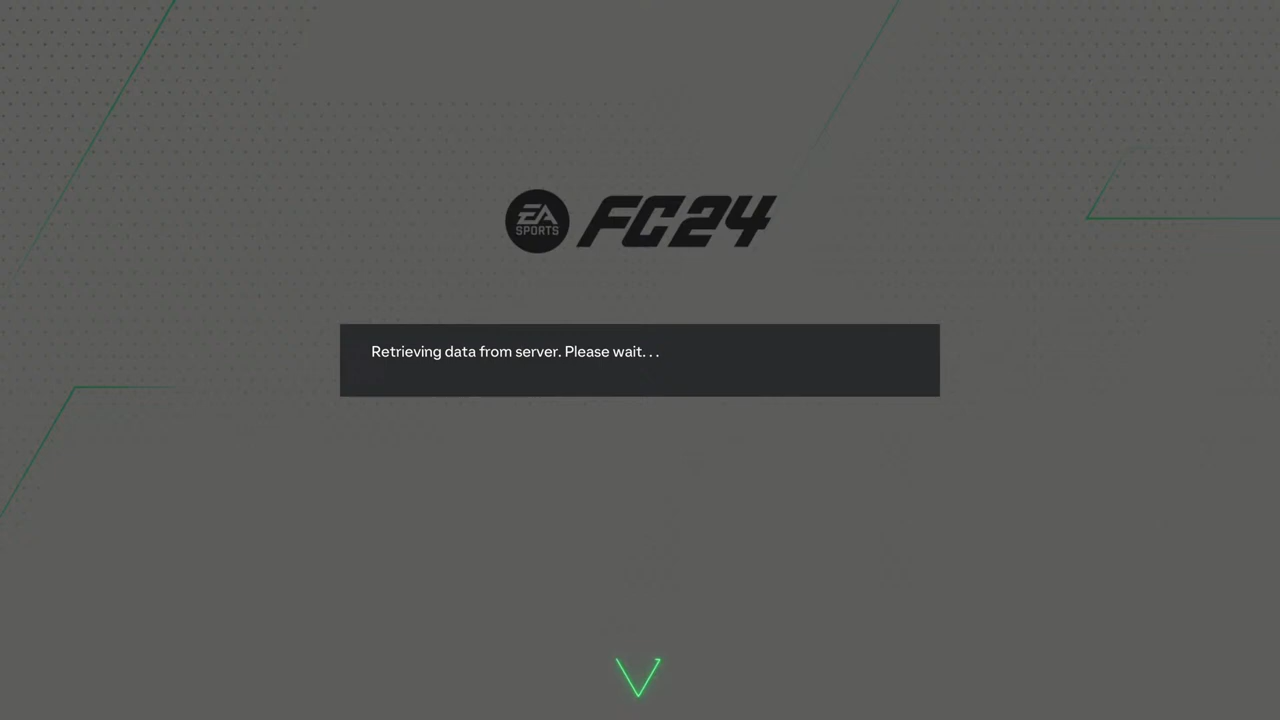 EA
SPORTS
FC24
Retrieving data from server. Please wait. . .